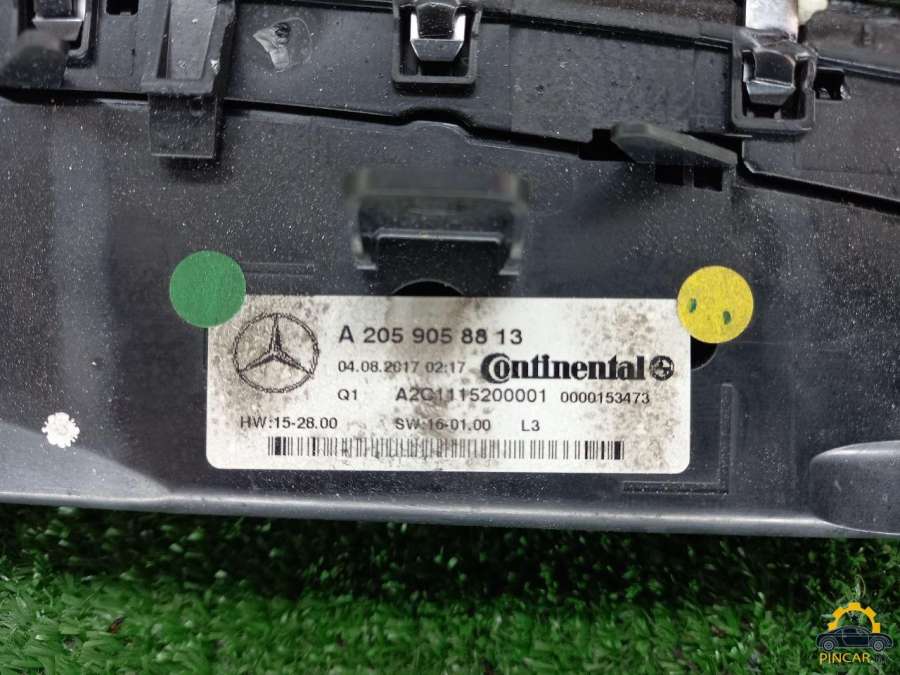 A 205 905 88 13
04.08.2017 02:17 Continental
Q1 A2C1115200001 0000153473
HW:15-28.00 SW:16-01.00 L3
PINCAR